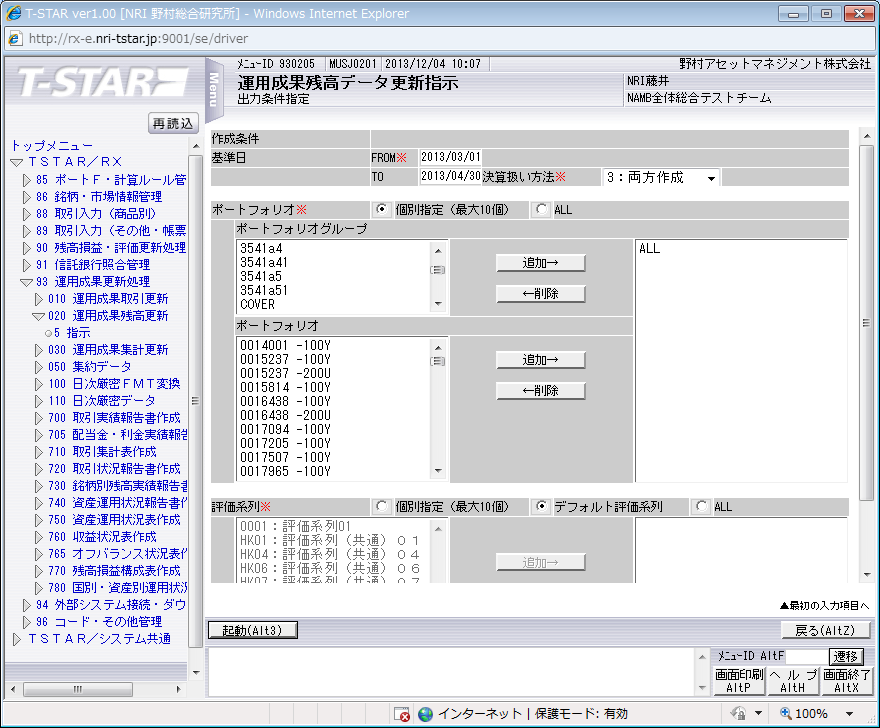 T-STAR ver1.00 [NRI 野村総合研究所] - Windows Internet Explorer
http://rx-e.nri-tstar.jp:9001/se/driver
T-STAR
再読込
トップメニュー
ＴＳＴＡＲ／ＲＸ
85 ポートＦ・計算ルール管
86 銘柄・市場情報管理
88 取引入力（商品別）
89 取引入力（その他・帳票
90 残高損益・評価更新処理
91 信託銀行照合管理
93 運用成果更新処理
010 運用成果取引更新
020 運用成果残高更新
5 指示
030 運用成果集計更新
050 集約データ
100 日次厳密ＦＭＴ変換
110 日次厳密データ
700 取引実績報告書作成
705 配当金・利金実績報告
710 取引集計表作成
720 取引状況報告書作成
730 銘柄別残高実績報告書
740 資産運用状況報告書作
750 資産運用状況表作成
760 収益状況表作成
765 オフバランス状況表作
770 残高損益構成表作成
780 国別・資産別運用状況
94 外部システム接続・ダウ
96 コード・その他管理
ＴＳＴＡＲ／システム共通
Menu
ﾒﾆｭｰID 930205 MUSJ0201 2013/12/04 10:07 野村アセットマネジメント株式会社
運用成果残高データ更新指示 NRI藤井
出力条件指定 NAMB全体総合テストチーム
作成条件
基準日 FROM※ 2013/03/01
TO 2013/04/30 決算扱い方法※ 3：両方作成
ポートフォリオ※ 個別指定（最大10個） ALL
ポートフォリオグループ
3541a4
3541a41
3541a5
3541a51
COVER
追加→
←削除
ALL
ポートフォリオ
0014001 -100Y
0015237 -100Y
0015237 -200U
0015814 -100Y
0016438 -100Y
0016438 -200U
0017094 -100Y
0017205 -100Y
0017507 -100Y
0017965 -100Y
追加→
←削除
評価系列※ 個別指定（最大10個） デフォルト評価系列 ALL
0001：評価系列01
HK01：評価系列（共通）０１
HK04：評価系列（共通）０４
HK06：評価系列（共通）０６
HK07：評価系列（共通）０７
追加→
▲最初の入力項目へ
起動(Alt3) 戻る(AltZ)
ﾒﾆｭｰID AltF 遷移
画面印刷 AltP
ヘ ル プ AltH
画面終了 AltX
インターネット | 保護モード: 有効 100%